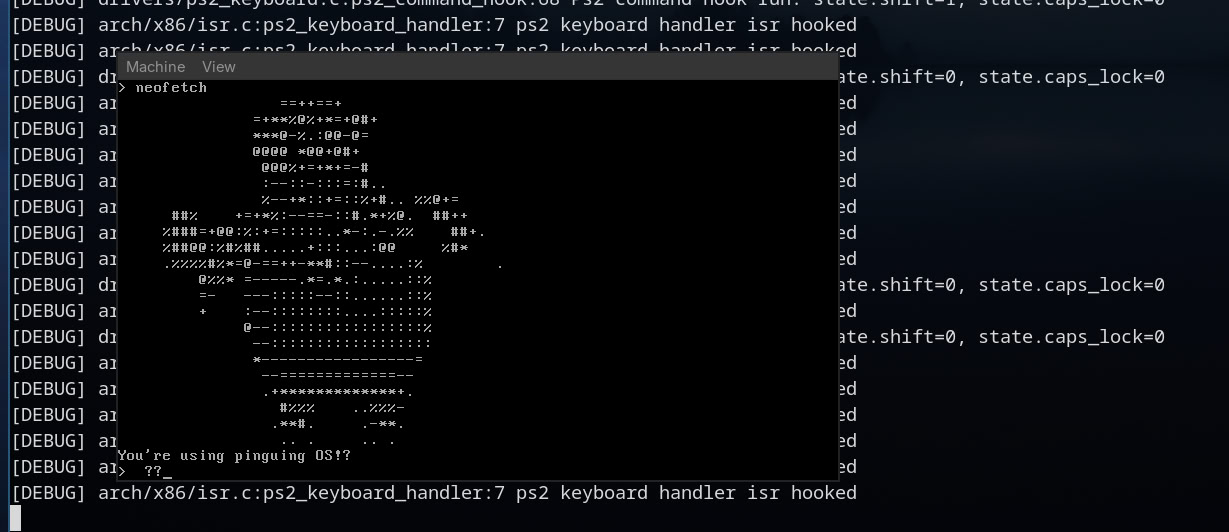 [DEBUG] drivers/ps2_keyboard.c:ps2_command_hook:68 Ps2 command hook run: state.shift=1, state.caps_lock=0
[DEBUG] arch/x86/isr.c:ps2_keyboard_handler:7 ps2 keyboard handler isr hooked
[DEBUG] arch/x86/isr.c:ps2_keyboard_handler:7 ps2 keyboard handler isr hooked
Machine View
[DEBUG] dr ate.shift=0, state.caps_lock=0
> neofetch
[DEBUG] ar ed
==++==+
[DEBUG] ar ed
=+**%@%+*=+@#+
***@-%.:@@-@=
[DEBUG] ar ed
@@@@ *@@+@#+
@@@%+=+*+=-#
[DEBUG] ar ed
:--::-:::=:#..
%--+*::+=::%+#.. %%@+=
[DEBUG] ar ed
##% +=+*%:--==-::#.*+%@. ##++
[DEBUG] ar ed
%###=+@@:%:+=:::::..*-:.-.%% ##+.
%##@@:%#%##.....+:::...:@@ %#*
[DEBUG] ar ed
.%%%%#%*=@-==++-**#::--....:% .
@%%* =-----.*=.*.:.....::%
[DEBUG] dr ate.shift=0, state.caps_lock=0
=- ---:::::--::......::%
[DEBUG] ar ed
+ :--::::::::....:::::%
@--:::::::::::::::::%
[DEBUG] dr ate.shift=0, state.caps_lock=0
--::::::::::::::::::
*-----------------=
[DEBUG] ar ed
--==============--
[DEBUG] ar ed
.+*************+.
#%%% ..%%%-
[DEBUG] ar ed
.**#. .-**.
[DEBUG] ar ed
.. . .. .
You're using pinguing OS!?
[DEBUG] ar ed
> ??_
[DEBUG] arch/x86/isr.c:ps2_keyboard_handler:7 ps2 keyboard handler isr hooked